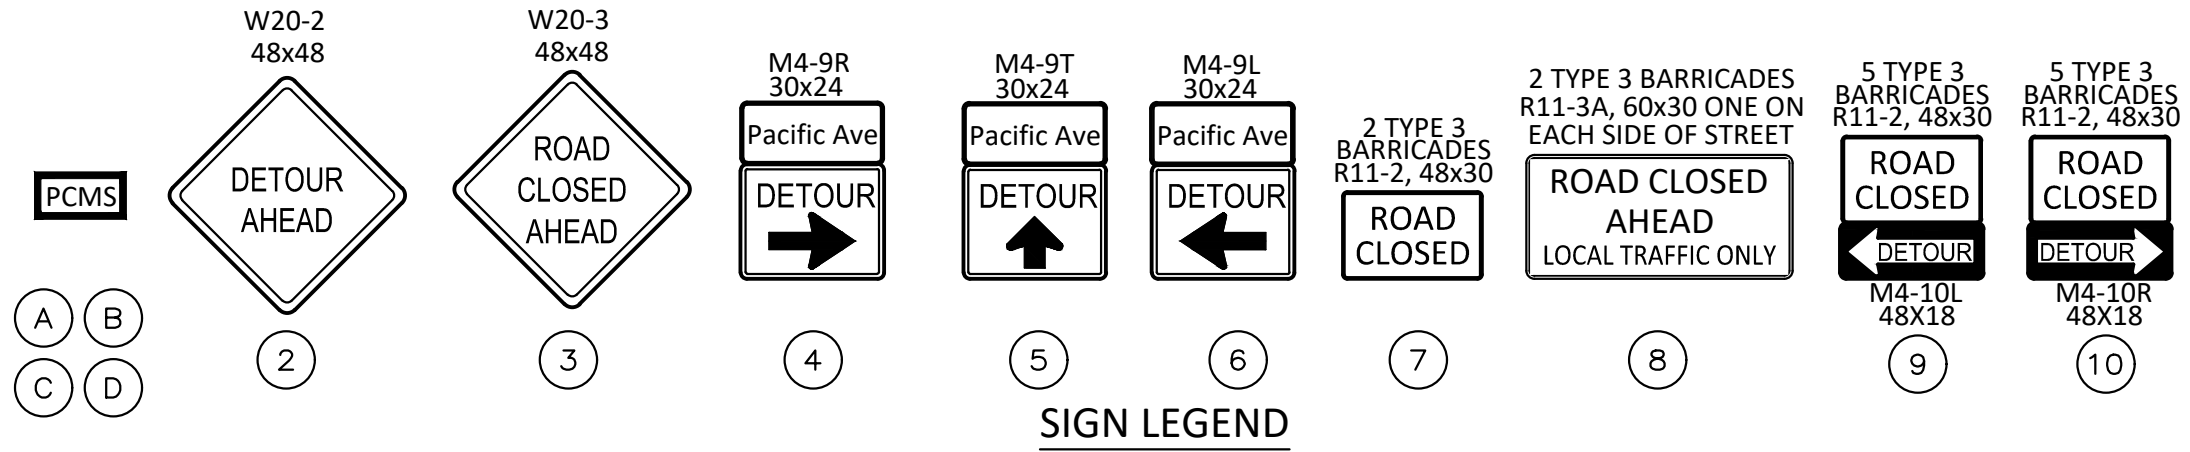 PCMS
A B
C D
W20-2
48x48
DETOUR
AHEAD
2
W20-3
48x48
ROAD
CLOSED
AHEAD
3
M4-9R
30x24
Pacific Ave
DETOUR
4
M4-9T
30x24
Pacific Ave
DETOUR
5
M4-9L
30x24
Pacific Ave
DETOUR
6
2 TYPE 3
BARRICADES
R11-2, 48x30
ROAD
CLOSED
7
2 TYPE 3 BARRICADES
R11-3A, 60x30 ONE ON
EACH SIDE OF STREET
ROAD CLOSED
AHEAD
LOCAL TRAFFIC ONLY
8
5 TYPE 3
BARRICADES
R11-2, 48x30
ROAD
CLOSED
DETOUR
M4-10L
48X18
9
5 TYPE 3
BARRICADES
R11-2, 48x30
ROAD
CLOSED
DETOUR
M4-10R
48X18
10
SIGN LEGEND